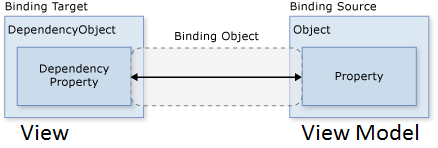 Binding Target
Binding Source
DependencyObject
Object
Binding Object
Dependency
Property
Property
View
View Model